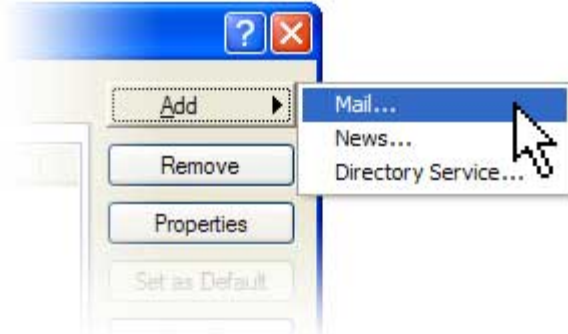 Add
Mail...
News...
Directory Service...
Remove
Properties
Set as Default